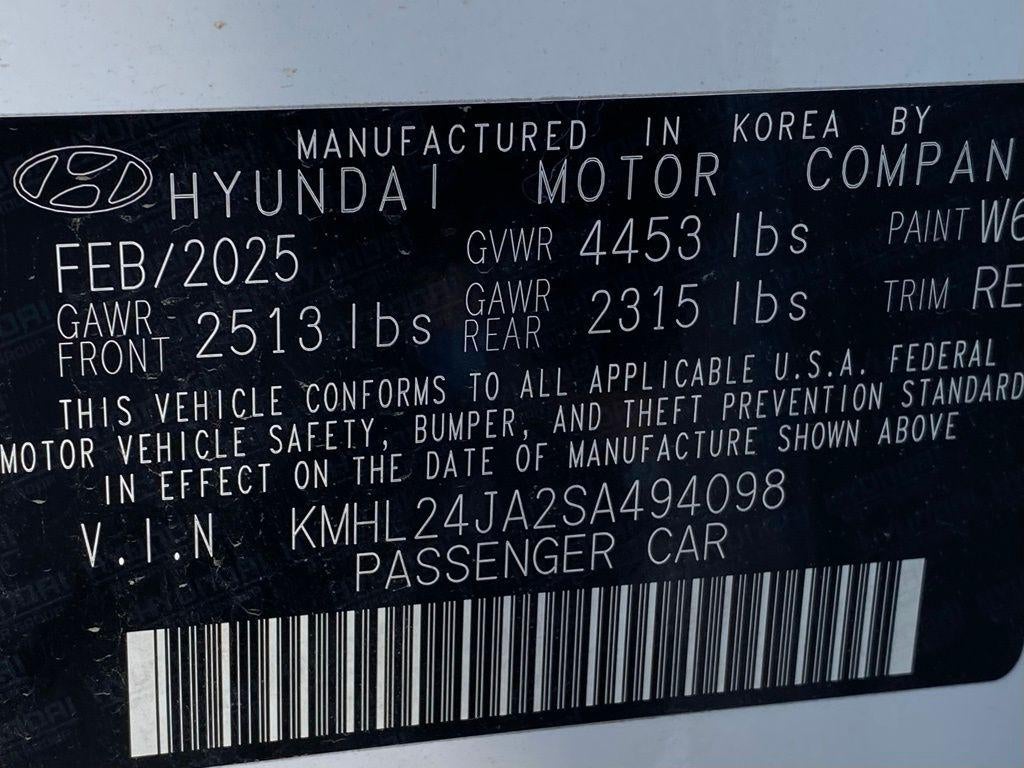 MANUFACTURED IN KOREA BY
HYUNDAI MOTOR COMPAN
FEB/2025 GVWR 4453 lbs PAINT W6
GAWR FRONT 2513 lbs GAWR REAR 2315 lbs TRIM RE
THIS VEHICLE CONFORMS TO ALL APPLICABLE U.S.A. FEDERAL
MOTOR VEHICLE SAFETY, BUMPER, AND THEFT PREVENTION STANDARD
IN EFFECT ON THE DATE OF MANUFACTURE SHOWN ABOVE
V.I.N KMHL24JA2SA494098
PASSENGER CAR